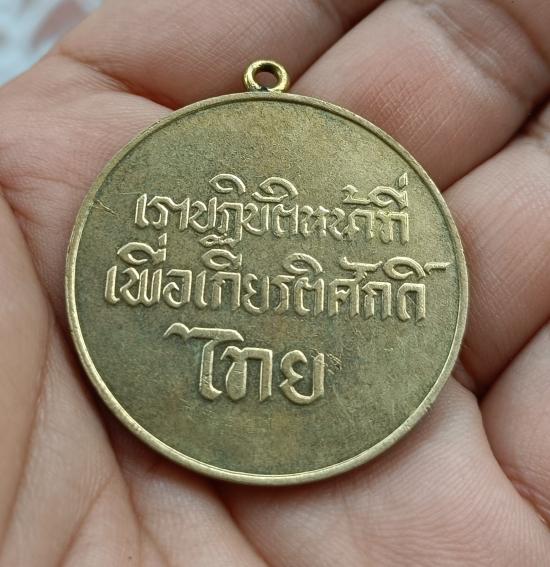 เราปฏิบัติหน้าที่
เพื่อเกียรติศักดิ์
ไทย